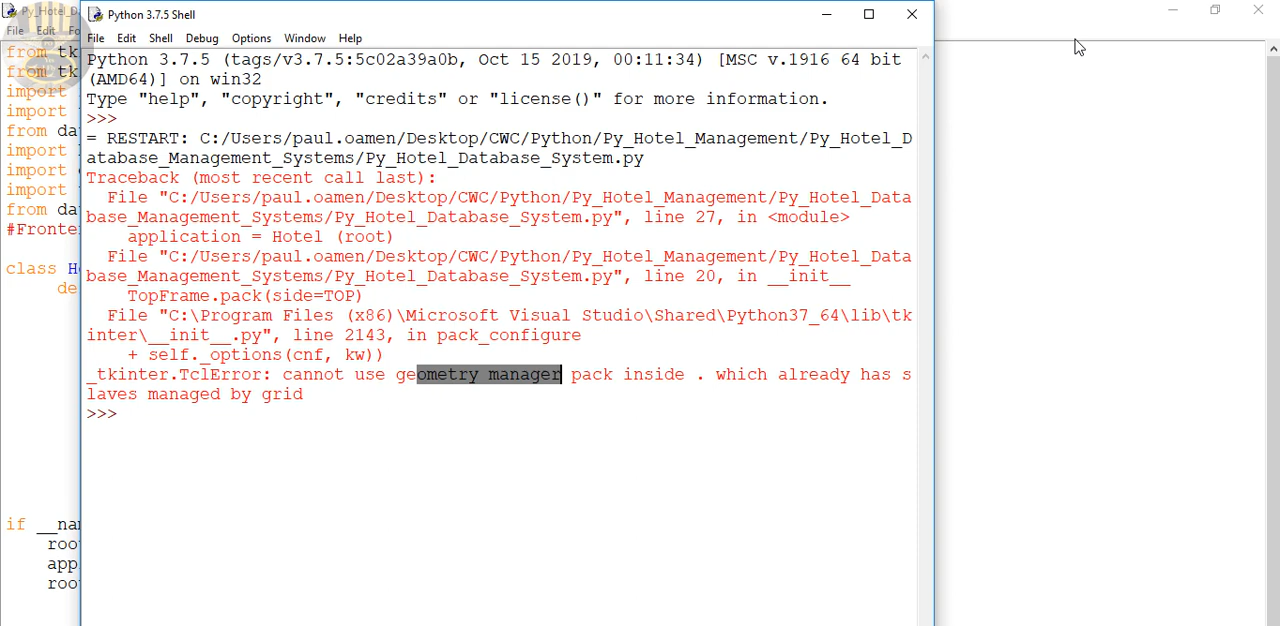 Py_Hotel_D
Python 3.7.5 Shell
File Edit Fo
File Edit Shell Debug Options Window Help
from tk
from tk
import
import
from da
import
import
import
from da
#Fronten
class Ho
de
if __nam
roo
app
roo
Python 3.7.5 (tags/v3.7.5:5c02a39a0b, Oct 15 2019, 00:11:34) [MSC v.1916 64 bit
(AMD64)] on win32
Type "help", "copyright", "credits" or "license()" for more information.
>>>
= RESTART: C:/Users/paul.oamen/Desktop/CWC/Python/Py_Hotel_Management/Py_Hotel_D
atabase_Management_Systems/Py_Hotel_Database_System.py
Traceback (most recent call last):
File "C:/Users/paul.oamen/Desktop/CWC/Python/Py_Hotel_Management/Py_Hotel_Data
base_Management_Systems/Py_Hotel_Database_System.py", line 27, in <module>
application = Hotel (root)
File "C:/Users/paul.oamen/Desktop/CWC/Python/Py_Hotel_Management/Py_Hotel_Data
base_Management_Systems/Py_Hotel_Database_System.py", line 20, in __init__
TopFrame.pack(side=TOP)
File "C:\Program Files (x86)\Microsoft Visual Studio\Shared\Python37_64\lib\tk
inter\__init__.py", line 2143, in pack_configure
+ self._options(cnf, kw))
_tkinter.TclError: cannot use geometry manager pack inside . which already has s
laves managed by grid
>>>